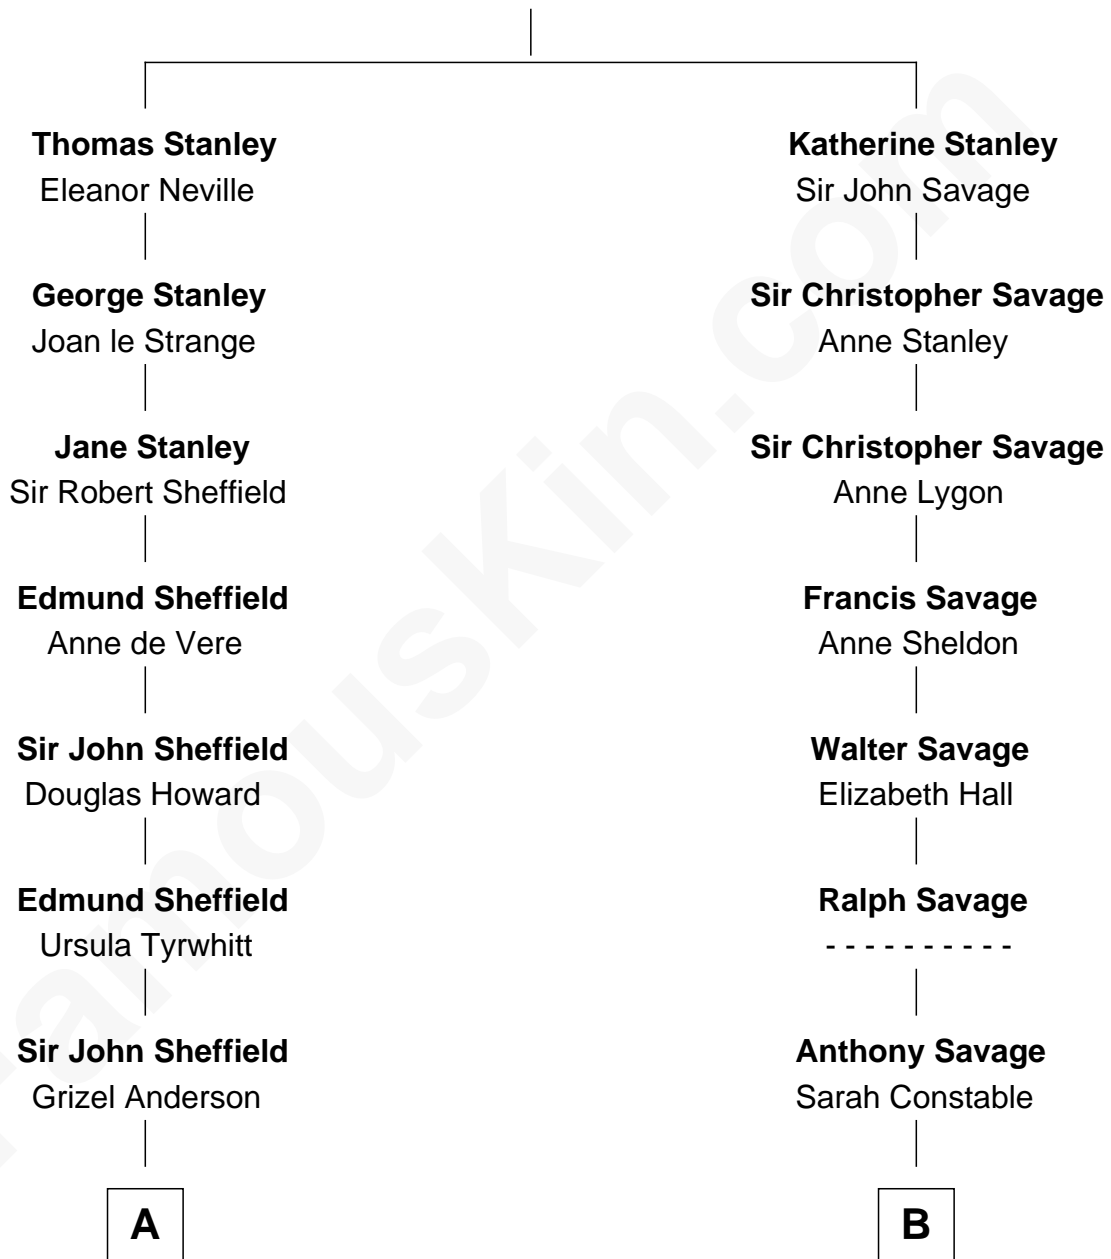 Thomas Stanley
Eleanor Neville
George Stanley
Joan le Strange
Jane Stanley
Sir Robert Sheffield
Edmund Sheffield
Anne de Vere
Sir John Sheffield
Douglas Howard
Edmund Sheffield
Ursula Tyrwhitt
Sir John Sheffield
Grizel Anderson
A
Katherine Stanley
Sir John Savage
Sir Christopher Savage
Anne Stanley
Sir Christopher Savage
Anne Lygon
Francis Savage
Anne Sheldon
Walter Savage
Elizabeth Hall
Ralph Savage
- - - - - - - - - -
Anthony Savage
Sarah Constable
B
FamousKin.com